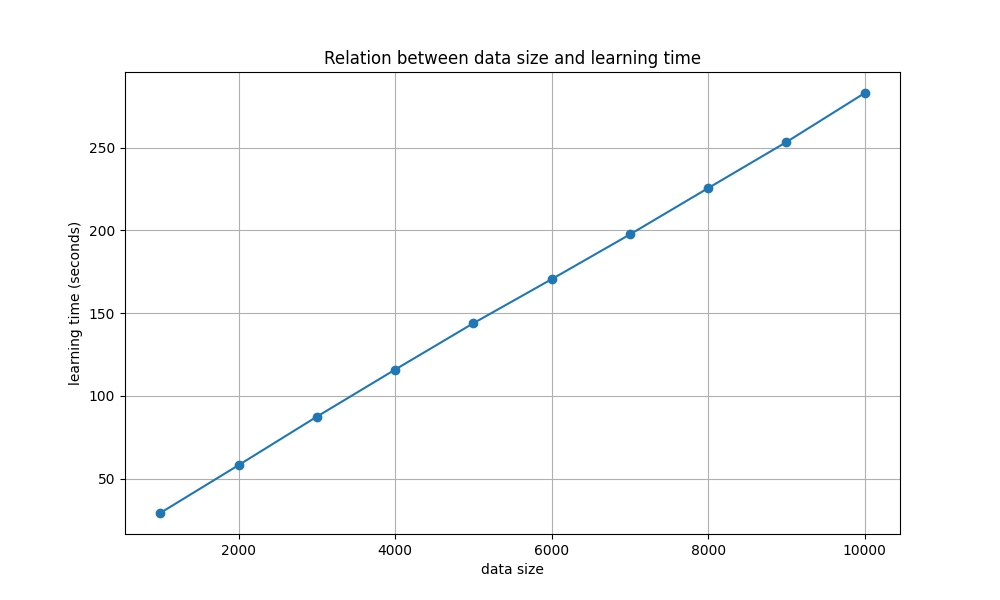 Relation between data size and learning time
learning time (seconds)
250
200
150
100
50
2000 4000 6000 8000 10000
data size